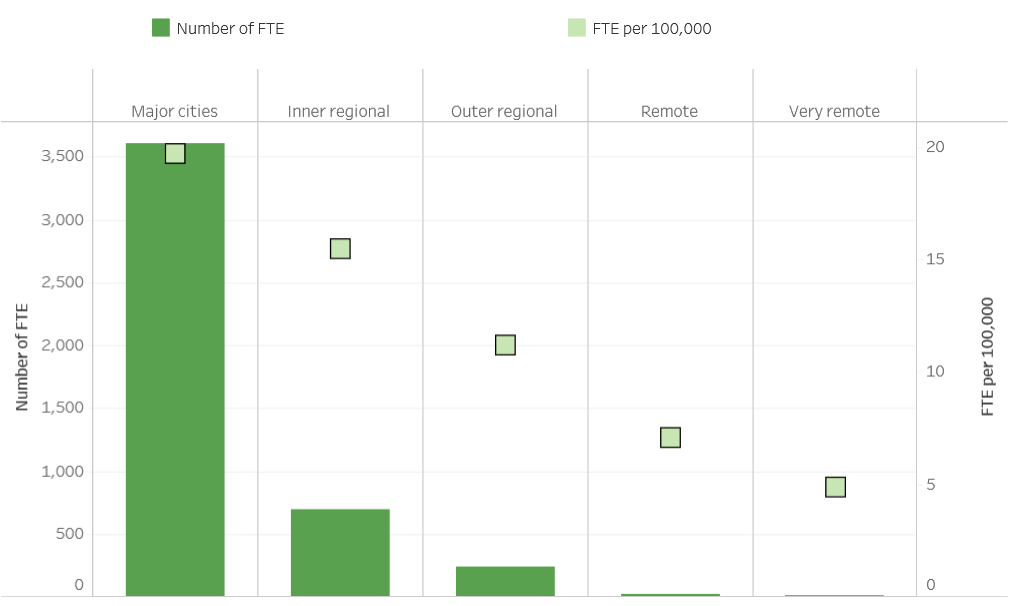 Number of FTE
FTE per 100,000
Major cities
Inner regional
Outer regional
Remote
Very remote
3,500
3,000
2,500
2,000
1,500
1,000
500
0
Number of FTE
20
15
10
5
0
FTE per 100,000